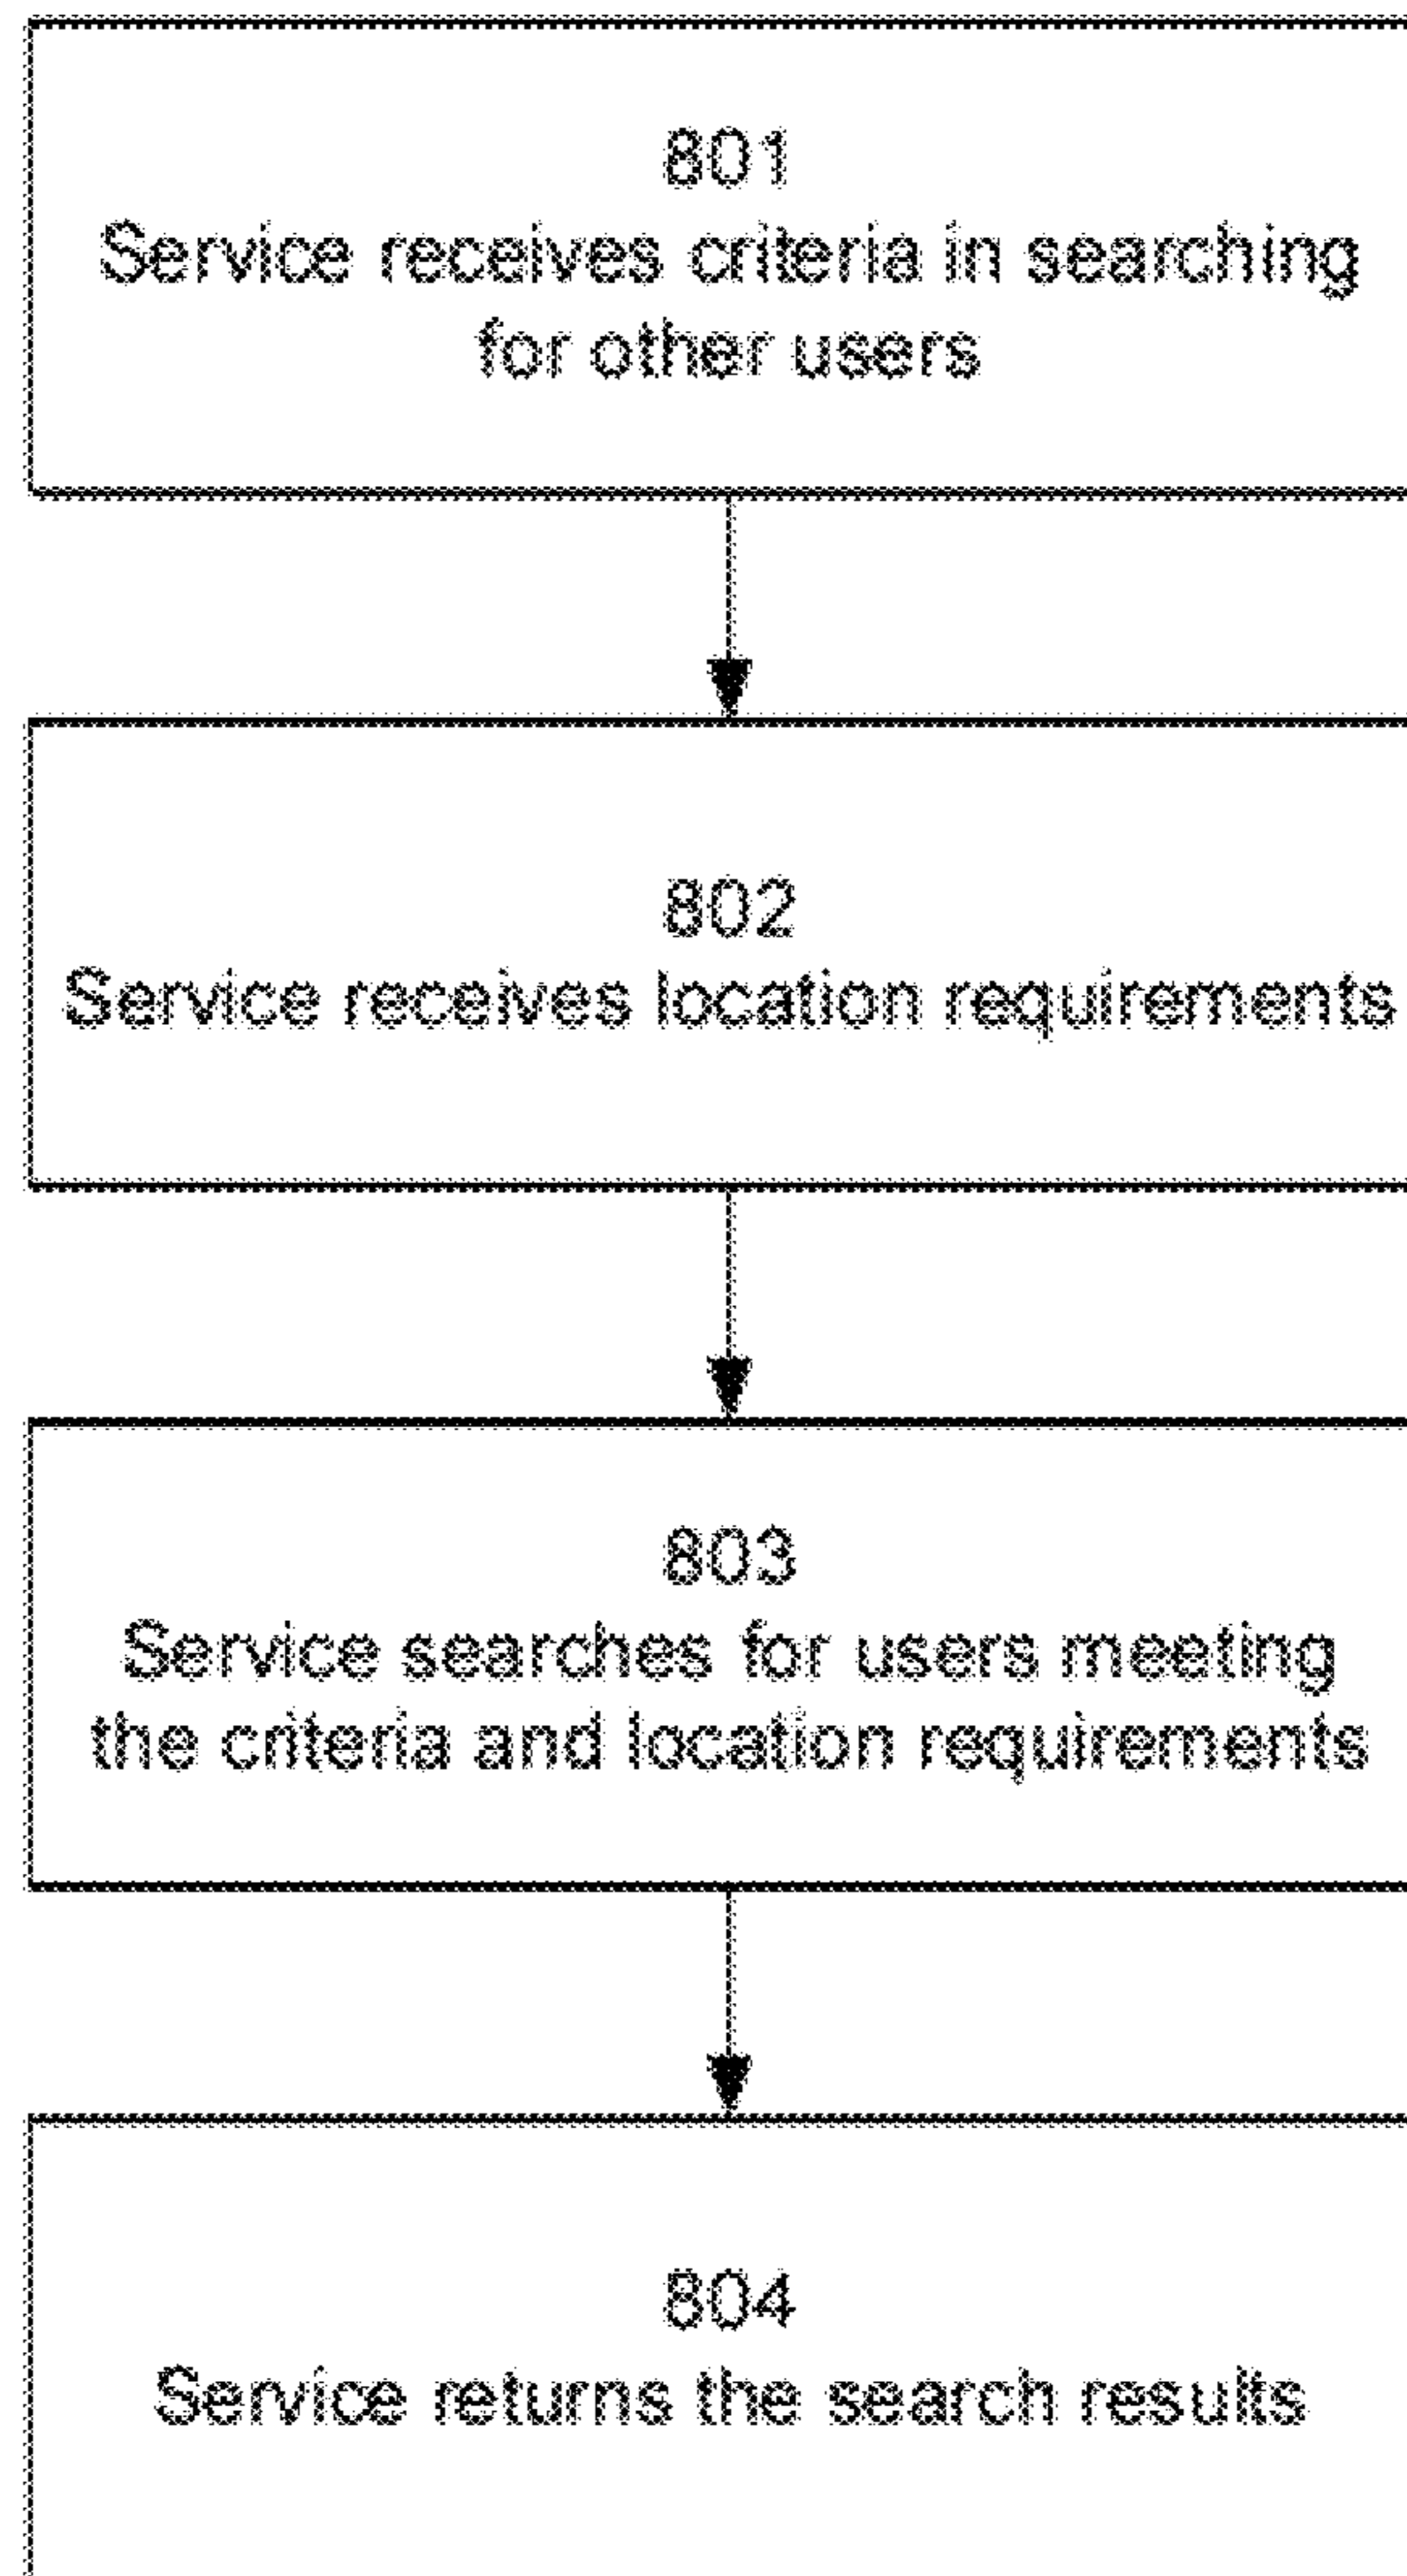 801
Service receives criteria in searching
for other users
802
Service receives location requirements
803
Service searches for users meeting
the criteria and location requirements
804
Service returns the search results